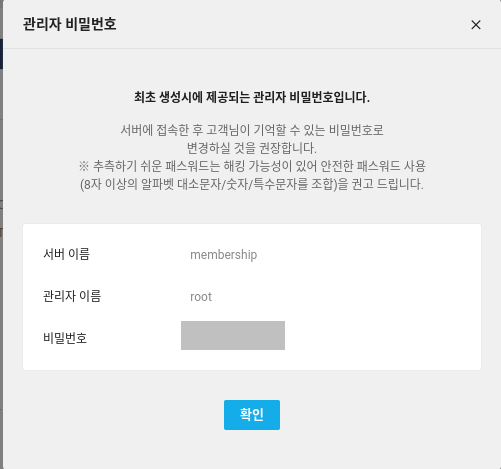 관리자 비밀번호
최초 생성시에 제공되는 관리자 비밀번호입니다.
서버에 접속한 후 고객님이 기억할 수 있는 비밀번호로
변경하실 것을 권장합니다.
※ 추측하기 쉬운 패스워드는 해킹 가능성이 있어 안전한 패스워드 사용
(8자 이상의 알파벳 대소문자/숫자/특수문자를 조합)을 권고 드립니다.
서버 이름 membership
관리자 이름 root
비밀번호
확인